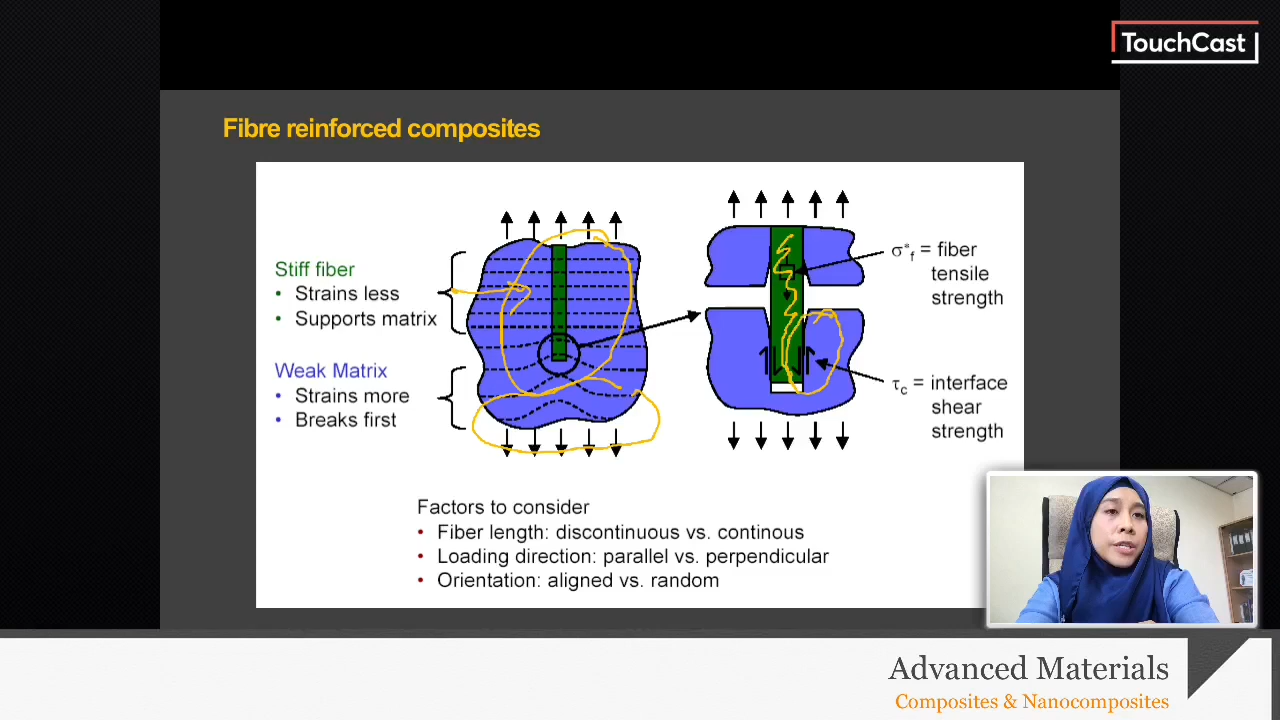 TouchCast
Fibre reinforced composites
Stiff fiber
• Strains less
• Supports matrix
Weak Matrix
• Strains more
• Breaks first
σ*f = fiber
tensile
strength
τc = interface
shear
strength
Factors to consider
• Fiber length: discontinuous vs. continous
• Loading direction: parallel vs. perpendicular
• Orientation: aligned vs. random
Advanced Materials
Composites & Nanocomposites